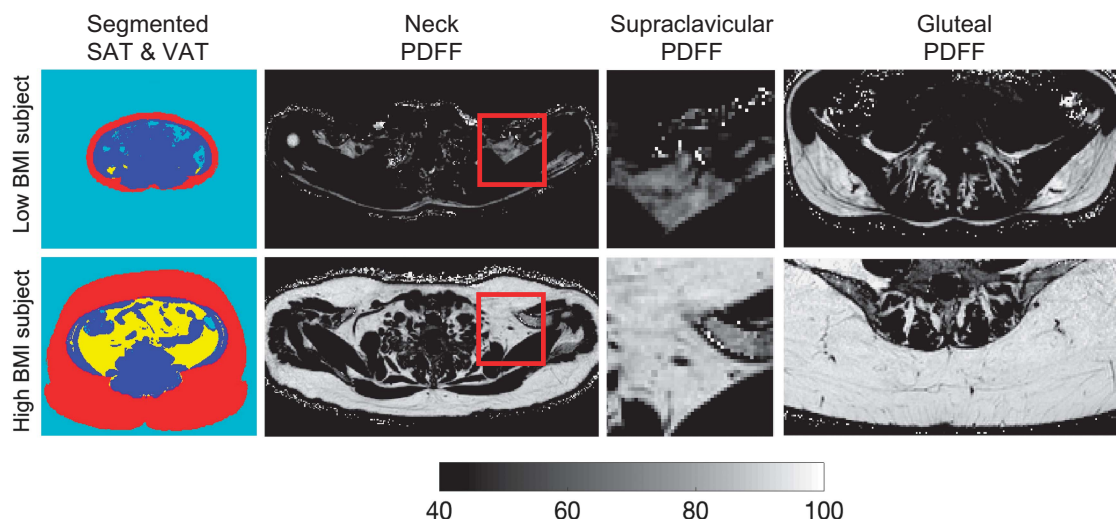 Segmented
SAT & VAT
Neck
PDFF
Supraclavicular
PDFF
Gluteal
PDFF
Low BMI subject
High BMI subject
40 60 80 100